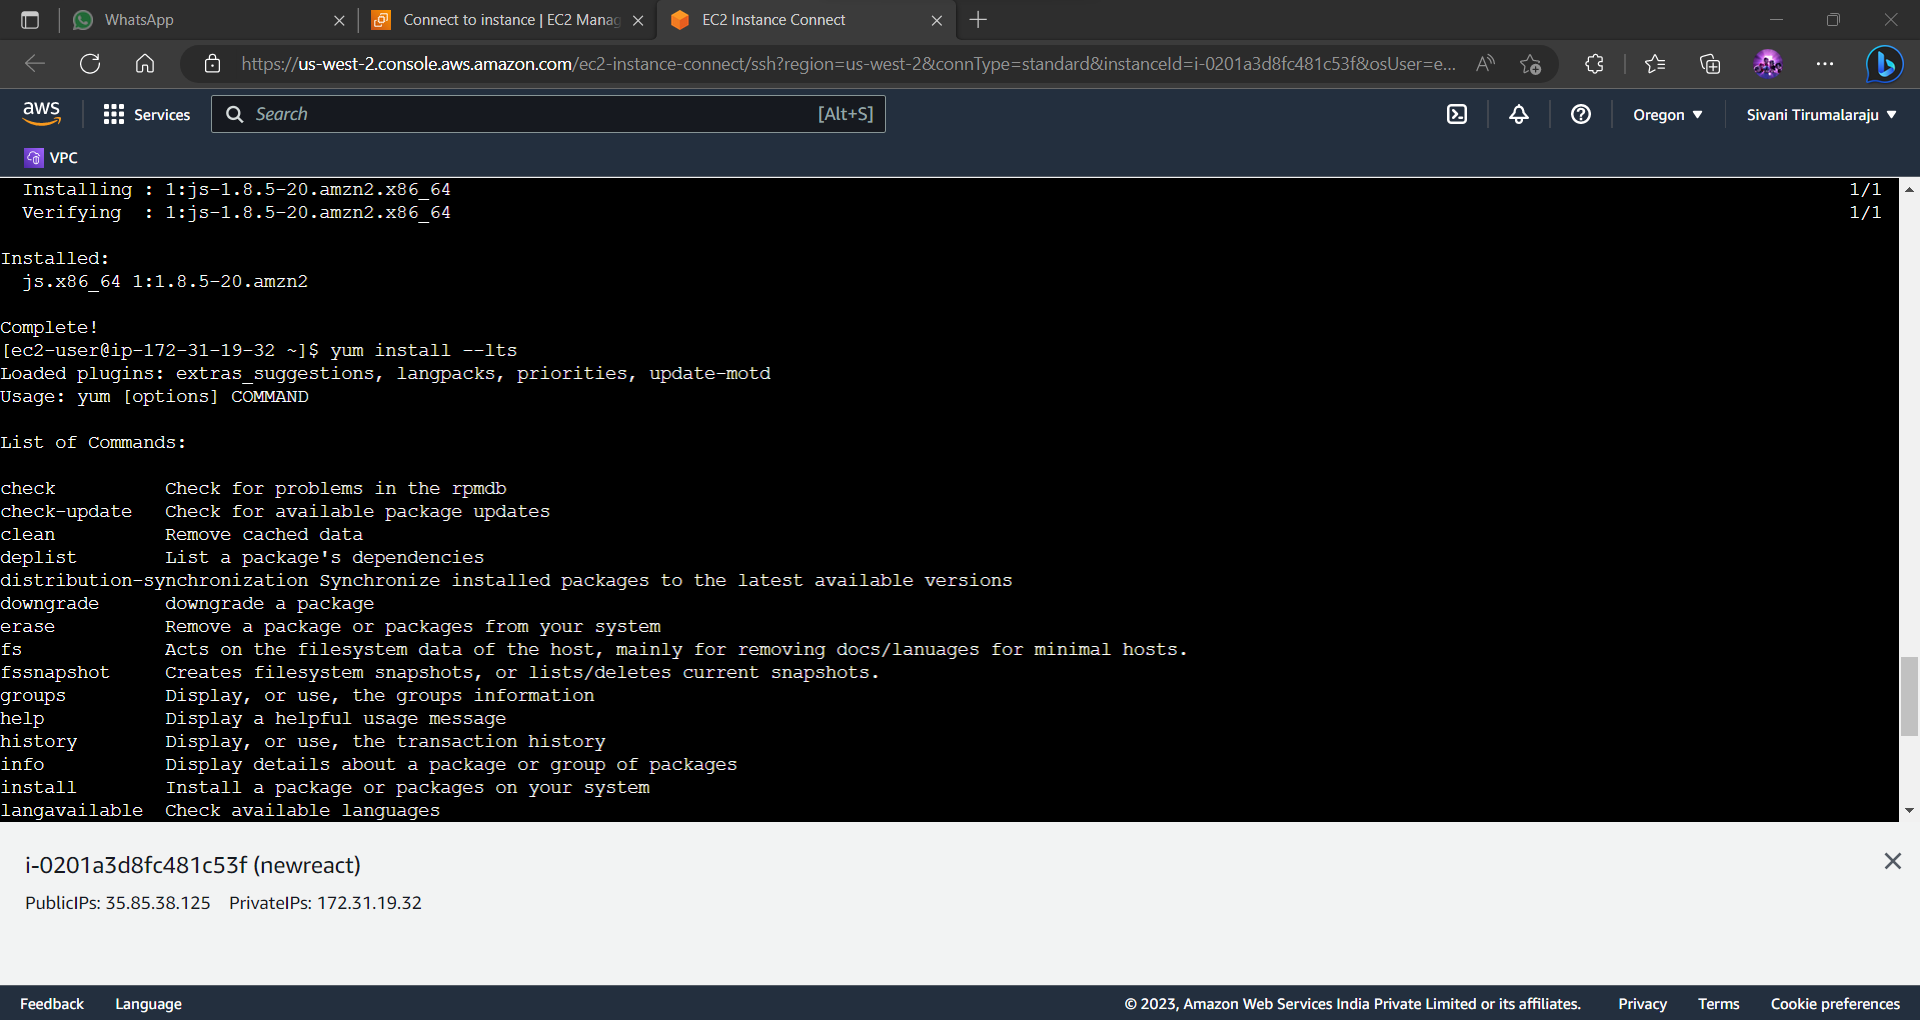 WhatsApp
Connect to instance | EC2 Manag
EC2 Instance Connect
https://us-west-2.console.aws.amazon.com/ec2-instance-connect/ssh?region=us-west-2&connType=standard&instanceId=i-0201a3d8fc481c53f&osUser=e...
aws
Services
Search
[Alt+S]
Oregon
Sivani Tirumalaraju
VPC
Installing : 1:js-1.8.5-20.amzn2.x86_64 1/1
Verifying  : 1:js-1.8.5-20.amzn2.x86_64 1/1
Installed:
js.x86_64 1:1.8.5-20.amzn2
Complete!
[ec2-user@ip-172-31-19-32 ~]$ yum install --lts
Loaded plugins: extras_suggestions, langpacks, priorities, update-motd
Usage: yum [options] COMMAND
List of Commands:
check          Check for problems in the rpmdb
check-update   Check for available package updates
clean          Remove cached data
deplist        List a package's dependencies
distribution-synchronization Synchronize installed packages to the latest available versions
downgrade      downgrade a package
erase          Remove a package or packages from your system
fs             Acts on the filesystem data of the host, mainly for removing docs/lanuages for minimal hosts.
fssnapshot     Creates filesystem snapshots, or lists/deletes current snapshots.
groups         Display, or use, the groups information
help           Display a helpful usage message
history        Display, or use, the transaction history
info           Display details about a package or group of packages
install        Install a package or packages on your system
langavailable  Check available languages
i-0201a3d8fc481c53f (newreact)
PublicIPs: 35.85.38.125 PrivateIPs: 172.31.19.32
Feedback
Language
© 2023, Amazon Web Services India Private Limited or its affiliates.
Privacy
Terms
Cookie preferences